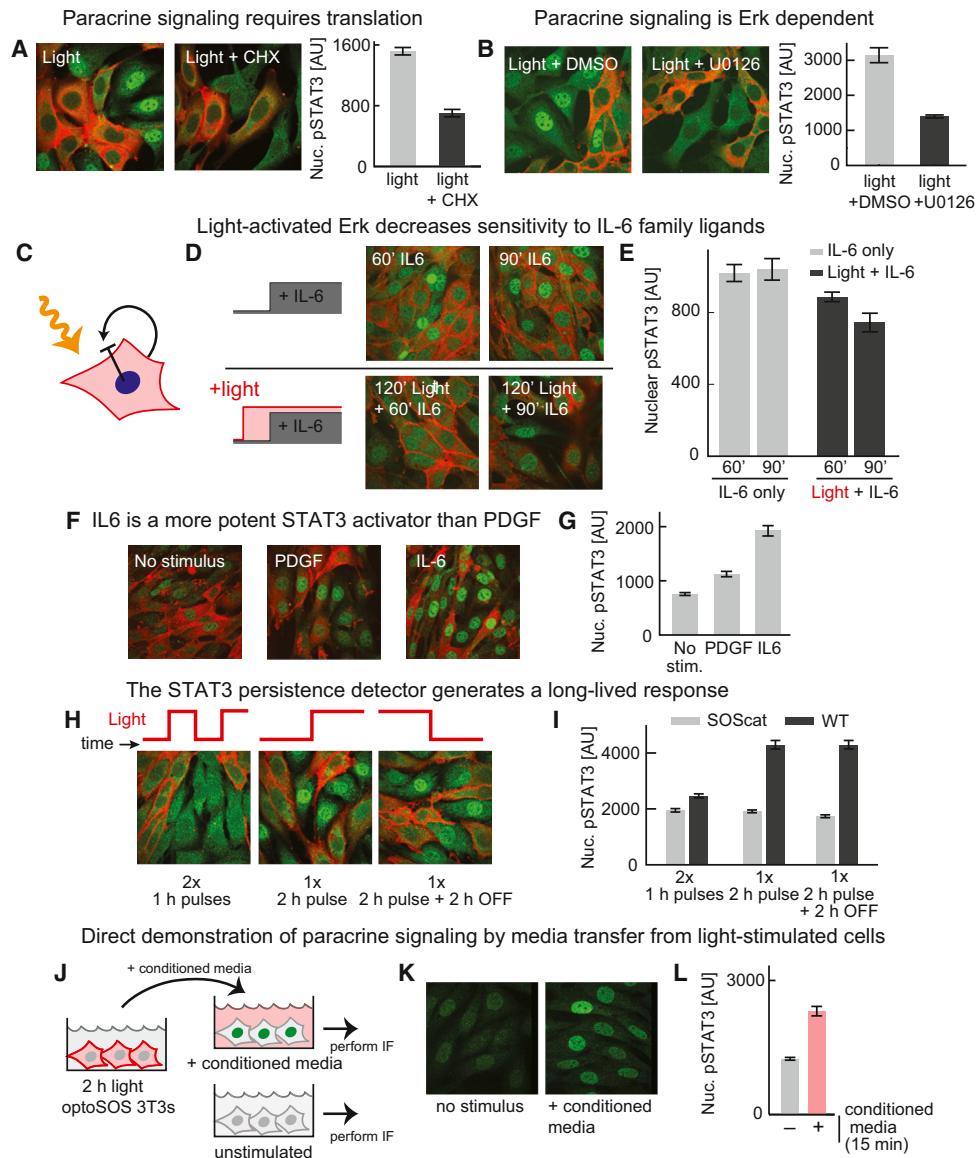 Paracrine signaling requires translation
Paracrine signaling is Erk dependent
A
Light
Light + CHX
Nuc. pSTAT3 [AU]
1600
800
0
light
light
+ CHX
B
Light + DMSO
Light + U0126
Nuc. pSTAT3 [AU]
3000
2000
1000
0
light
+DMSO
light
+U0126
Light-activated Erk decreases sensitivity to IL-6 family ligands
C
D
+ IL-6
60' IL6
90' IL6
+light
+ IL-6
120' Light
+ 60' IL6
120' Light
+ 90' IL6
E
IL-6 only
Light + IL-6
Nuclear pSTAT3 [AU]
800
400
0
60'
90'
60'
90'
IL-6 only
Light + IL-6
F
IL6 is a more potent STAT3 activator than PDGF
No stimulus
PDGF
IL-6
G
Nuc. pSTAT3 [AU]
2000
1000
0
No
stim.
PDGF
IL6
The STAT3 persistence detector generates a long-lived response
H
Light
time
2x
1 h pulses
1x
2 h pulse
1x
2 h pulse + 2 h OFF
I
SOScat
WT
Nuc. pSTAT3 [AU]
4000
2000
0
2x
1 h pulses
1x
2 h pulse
1x
2 h pulse
+ 2 h OFF
Direct demonstration of paracrine signaling by media transfer from light-stimulated cells
J
+ conditioned media
2 h light
optoSOS 3T3s
+ conditioned media
perform IF
unstimulated
perform IF
K
no stimulus
+ conditioned
media
L
Nuc. pSTAT3 [AU]
3000
0
–
+
conditioned
media
(15 min)